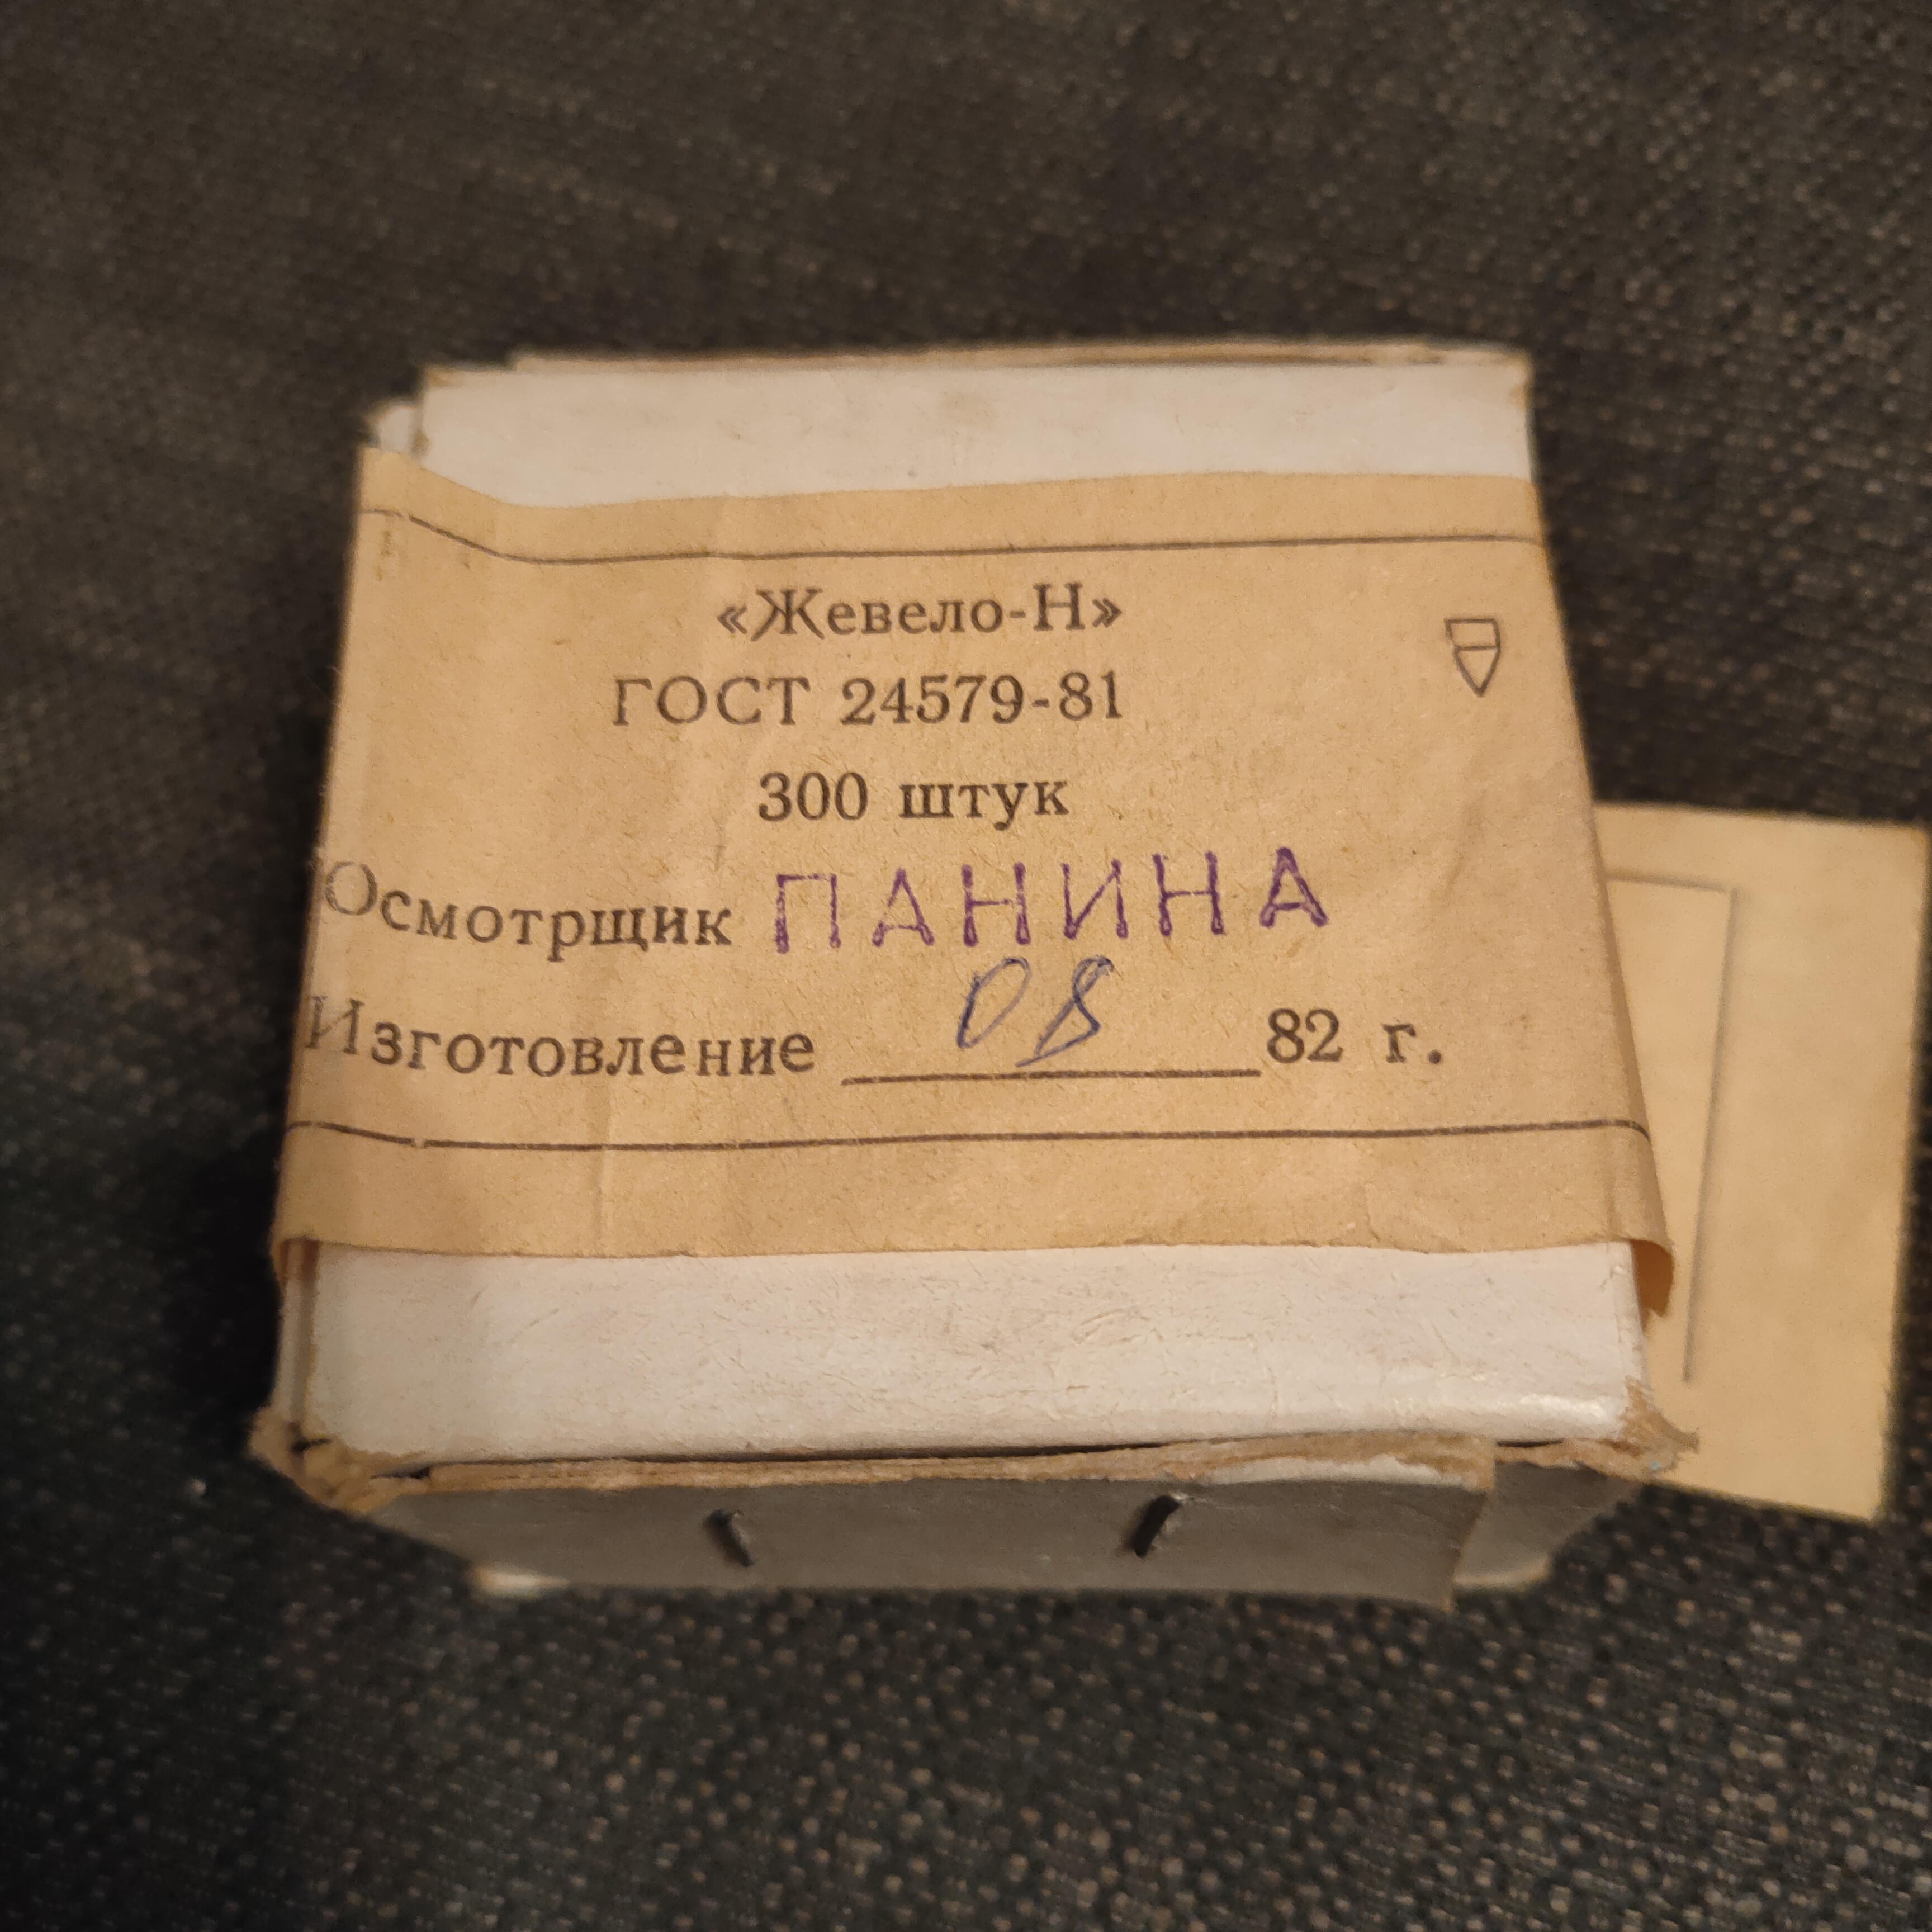 «Жевело-Н»
ГОСТ 24579-81
300 штук
Осмотрщик ПАНИНА
Изготовление 08 82 г.